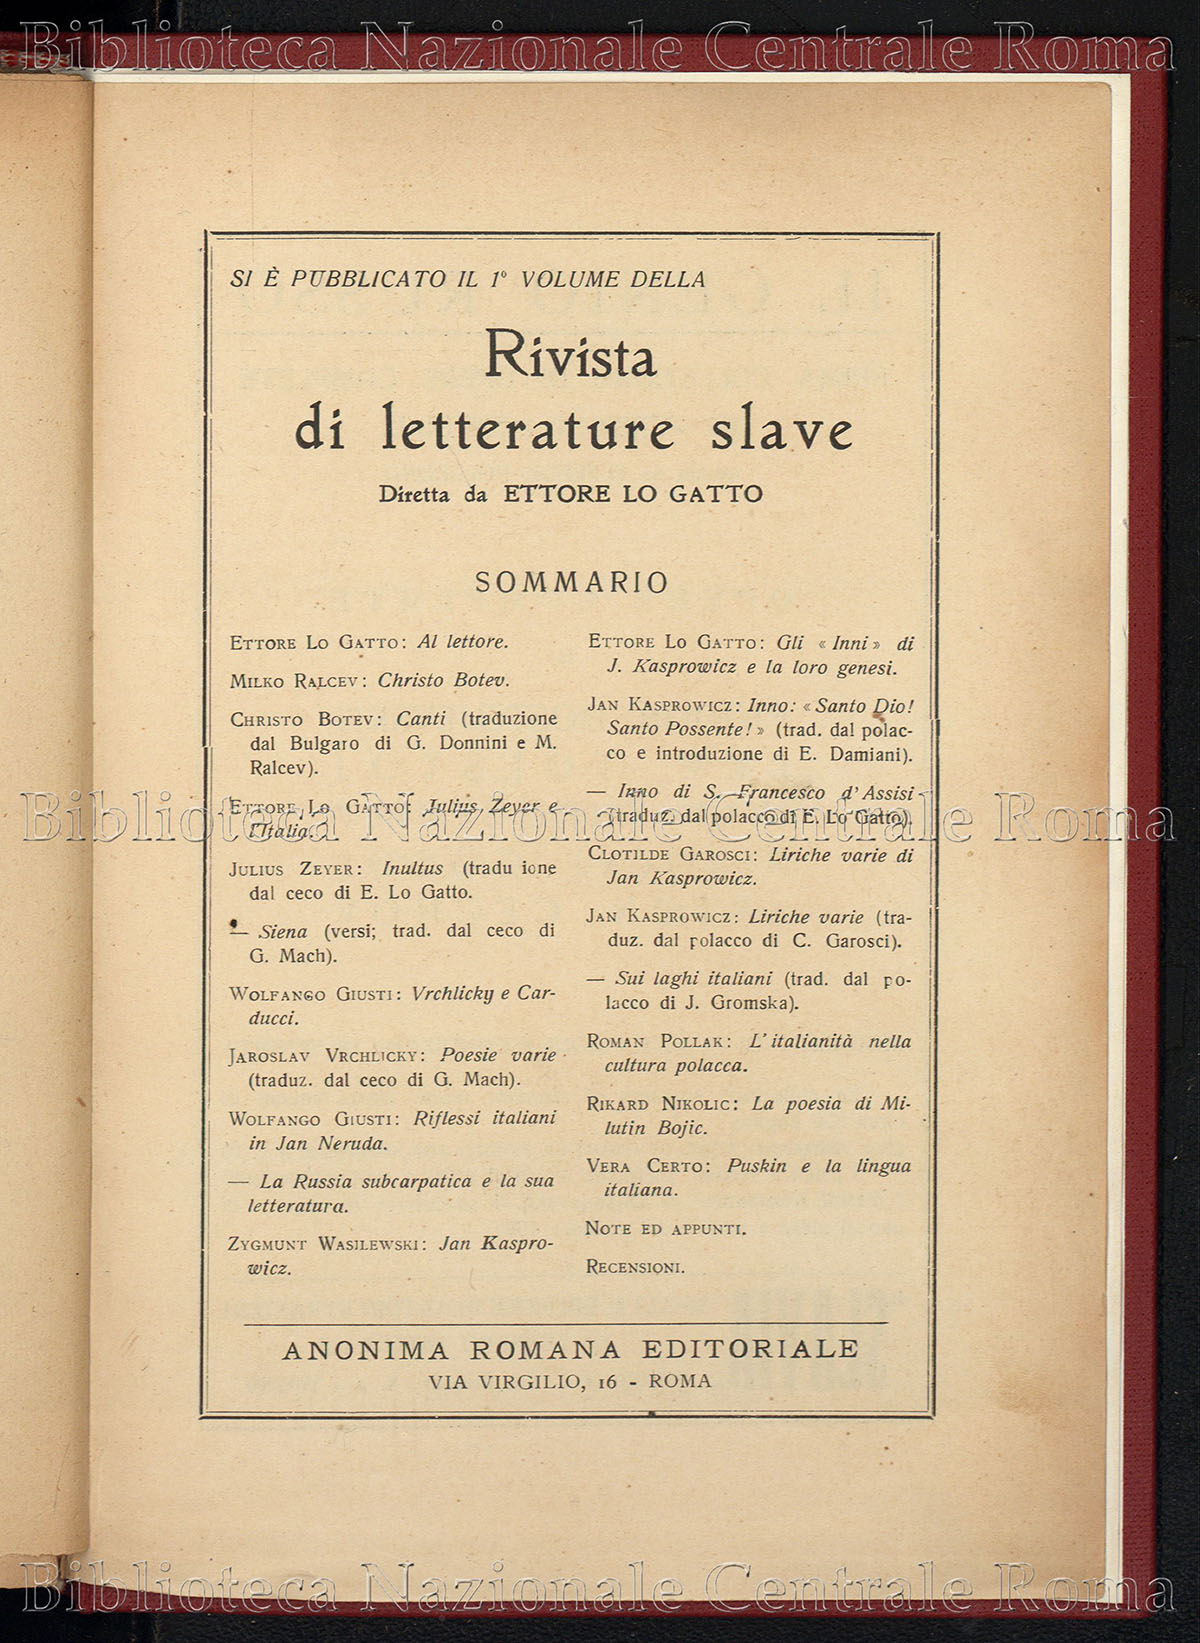 Biblioteca Nazionale Centrale Roma
SI È PUBBLICATO IL 1° VOLUME DELLA
Rivista
di letterature slave
Diretta da ETTORE LO GATTO
SOMMARIO
ETTORE LO GATTO: Al lettore.
MILKO RALCEV: Christo Botev.
CHRISTO BOTEV: Canti (traduzione
dal Bulgaro di G. Donnini e M.
Ralcev).
ETTORE LO GATTO: Julius Zeyer e
l'Italia.
JULIUS ZEYER: Inultus (tradu ione
dal ceco di E. Lo Gatto.
— Siena (versi; trad. dal ceco di
G. Mach).
WOLFANGO GIUSTI: Vrchlicky e Car-
ducci.
JAROSLAV VRCHLICKY: Poesie varie
(traduz. dal ceco di G. Mach).
WOLFANGO GIUSTI: Riflessi italiani
in Jan Neruda.
— La Russia subcarpatica e la sua
letteratura.
ZYGMUNT WASILEWSKI: Jan Kaspro-
wicz.
ETTORE LO GATTO: Gli « Inni » di
J. Kasprowicz e la loro genesi.
JAN KASPROWICZ: Inno: « Santo Dio!
Santo Possente! » (trad. dal polac-
co e introduzione di E. Damiani).
— Inno di S. Francesco d'Assisi
(traduz. dal polacco di E. Lo Gatto).
CLOTILDE GAROSCI: Liriche varie di
Jan Kasprowicz.
JAN KASPROWICZ: Liriche varie (tra-
duz. dal polacco di C. Garosci).
— Sui laghi italiani (trad. dal po-
lacco di J. Gromska).
ROMAN POLLAK: L'italianità nella
cultura polacca.
RIKARD NIKOLIC: La poesia di Mi-
lutin Bojic.
VERA CERTO: Puskin e la lingua
italiana.
NOTE ED APPUNTI.
RECENSIONI.
ANONIMA ROMANA EDITORIALE
VIA VIRGILIO, 16 - ROMA
Biblioteca Nazionale Centrale Roma
Biblioteca Nazionale Centrale Roma